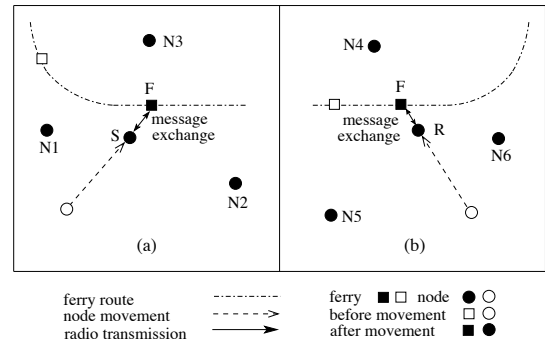 N3
N4
F
F
message
exchange
message
exchange
N1
S
R
N6
N2
N5
(a)
(b)
ferry route
node movement
radio transmission
ferry node
before movement
after movement